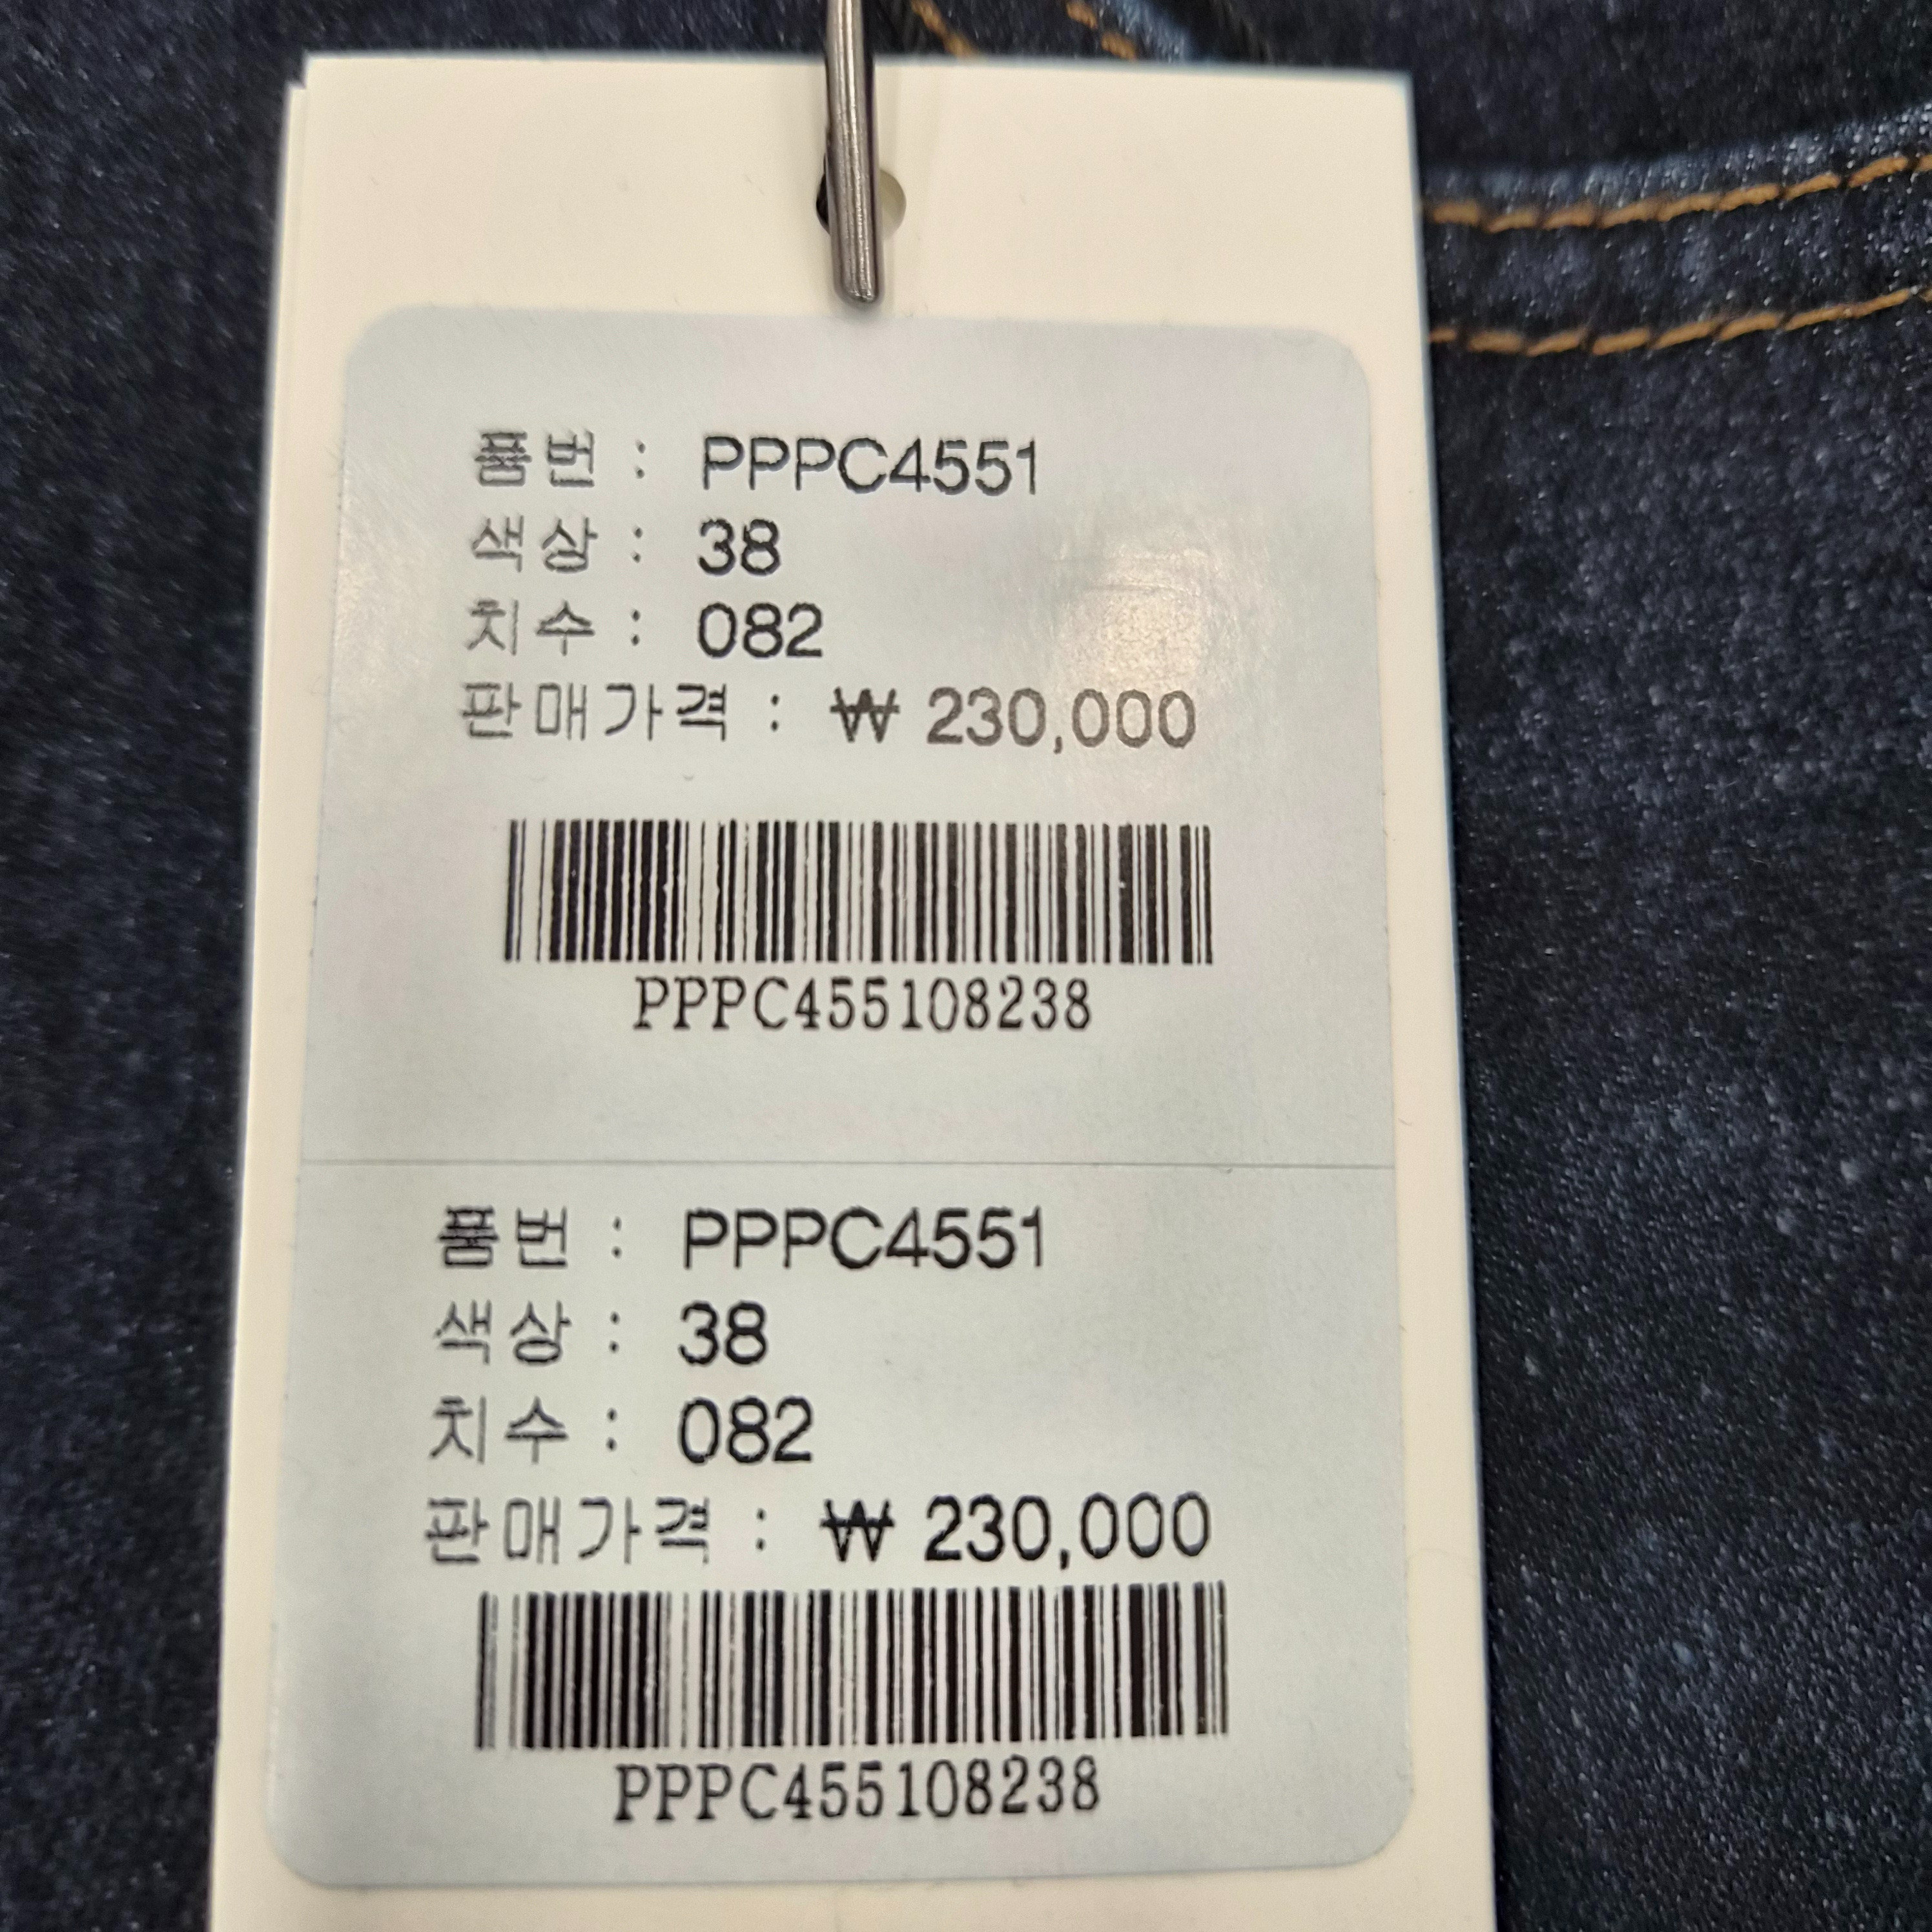 품번 : PPPC4551
색상 : 38
치수 : 082
판매가격 : ₩ 230,000
PPPC455108238
품번 : PPPC4551
색상 : 38
치수 : 082
판매가격 : ₩ 230,000
PPPC455108238